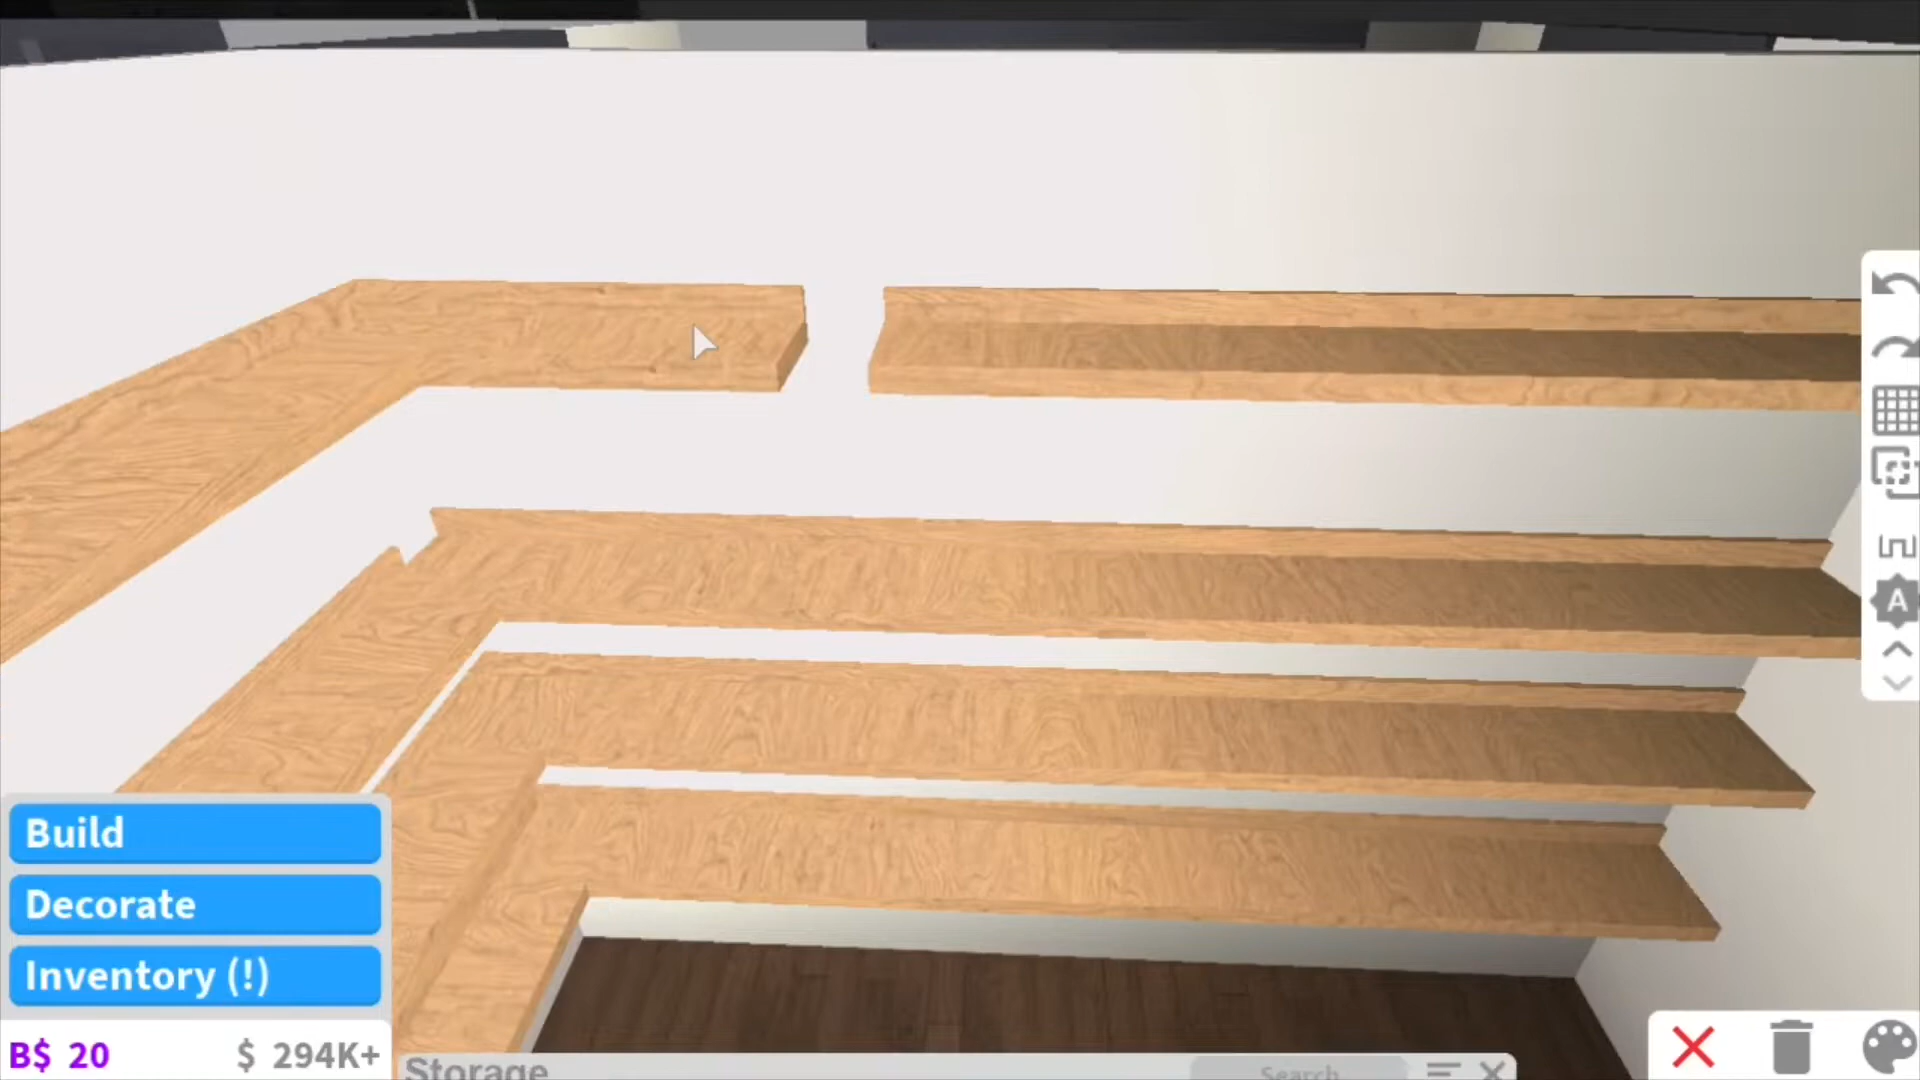 A
Build
Decorate
Inventory (!)
B$ 20 $ 294K+
Storage Search